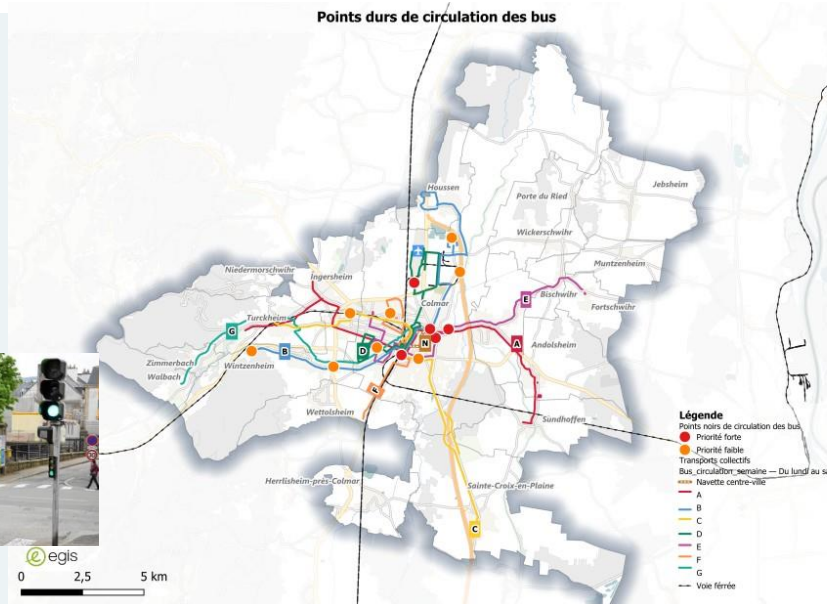 Points durs de circulation des bus
Houssen
Jebsheim
Porte du Ried
Wickerschwihr
Muntzenheim
Niedermorschwihr
Ingersheim
Bischwihr
Fortschwihr
Colmar
E
Turckheim
G
N
A
Andolsheim
D
B
Zimmerbach
Walbach
Wintzenheim
F
Wettolsheim
Sundhoffen
Herrlisheim-près-Colmar
Sainte-Croix-en-Plaine
C
egis
0 2,5 5 km
Légende
Points noirs de circulation des bus
Priorité forte
Priorité faible
Transports collectifs
Bus_circulation_semaine — Du lundi au sa
Navette centre-ville
A
B
C
D
E
F
G
Voie férrée